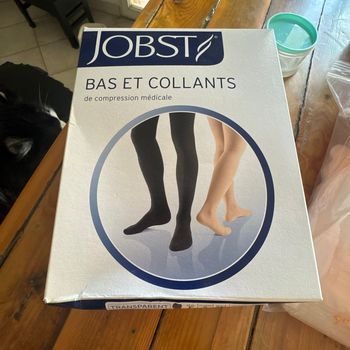 JOBST
BAS ET COLLANTS
de compression médicale
TRANSPARENT